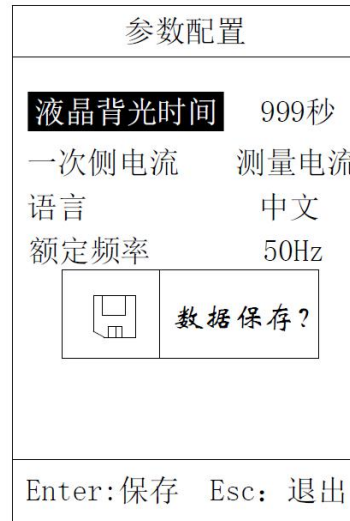 参数配置
液晶背光时间 999秒
一次侧电流 测量电流
语言 中文
额定频率 50Hz
数据保存？
Enter:保存 Esc: 退出